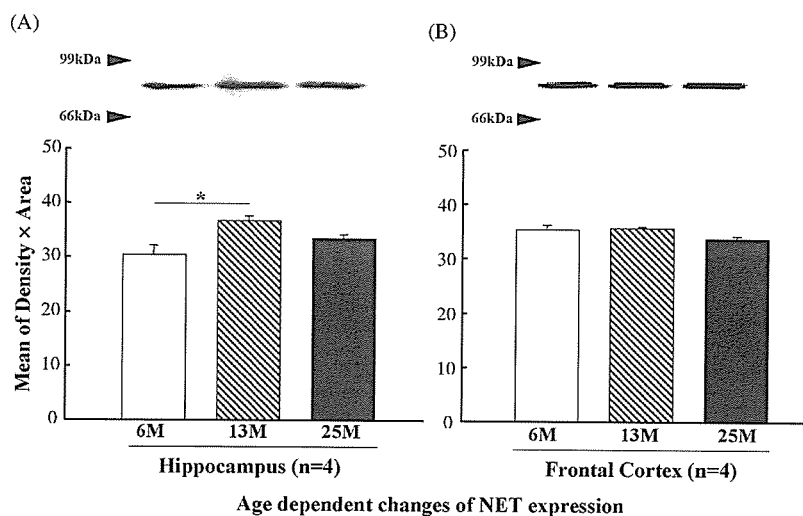 (A)
99kDa
66kDa
50
40
30
20
10
0
Mean of Density × Area
*
6M 13M 25M
Hippocampus (n=4)
(B)
99kDa
66kDa
50
40
30
20
10
0
6M 13M 25M
Frontal Cortex (n=4)
Age dependent changes of NET expression